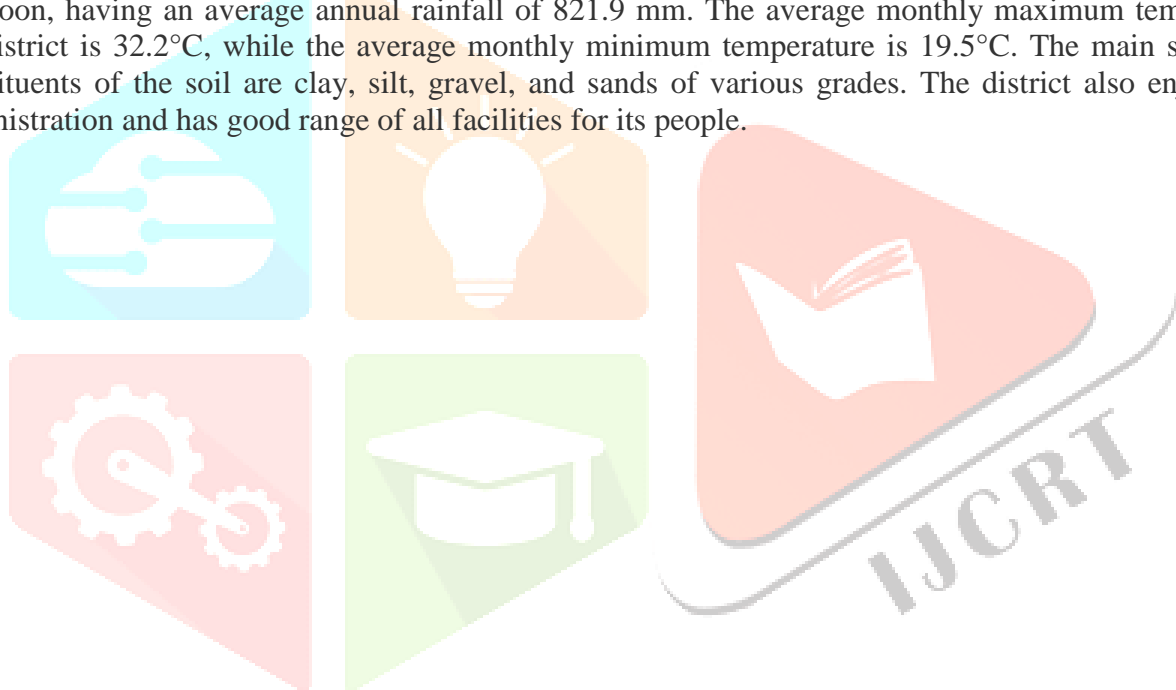 oon, having an average annual rainfall of 821.9 mm. The average monthly maximum tem
istrict is 32.2°C, while the average monthly minimum temperature is 19.5°C. The main s
ituents of the soil are clay, silt, gravel, and sands of various grades. The district also en
nistration and has good range of all facilities for its people.
IJCRT